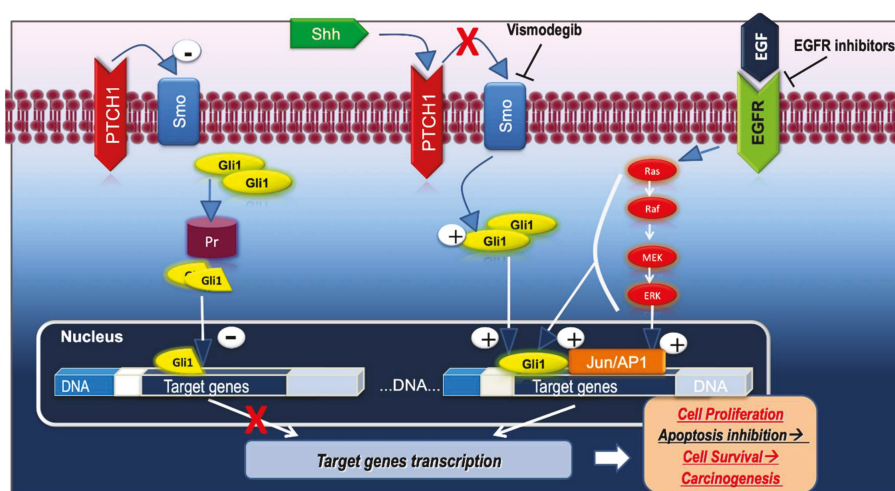 Shh
Vismodegib
EGF
EGFR inhibitors
PTCH1
-
Smo
X
PTCH1
Smo
EGFR
Gli1
Gli1
Ras
Raf
Pr
Gli1
+
Gli1
MEK
Gli
Gli1
ERK
Nucleus
-
+
+
+
Gli1
Gli1
Jun/AP1
DNA
Target genes
...DNA...
Target genes
DNA
X
Target genes transcription
Cell Proliferation
Apoptosis inhibition→
Cell Survival→
Carcinogenesis